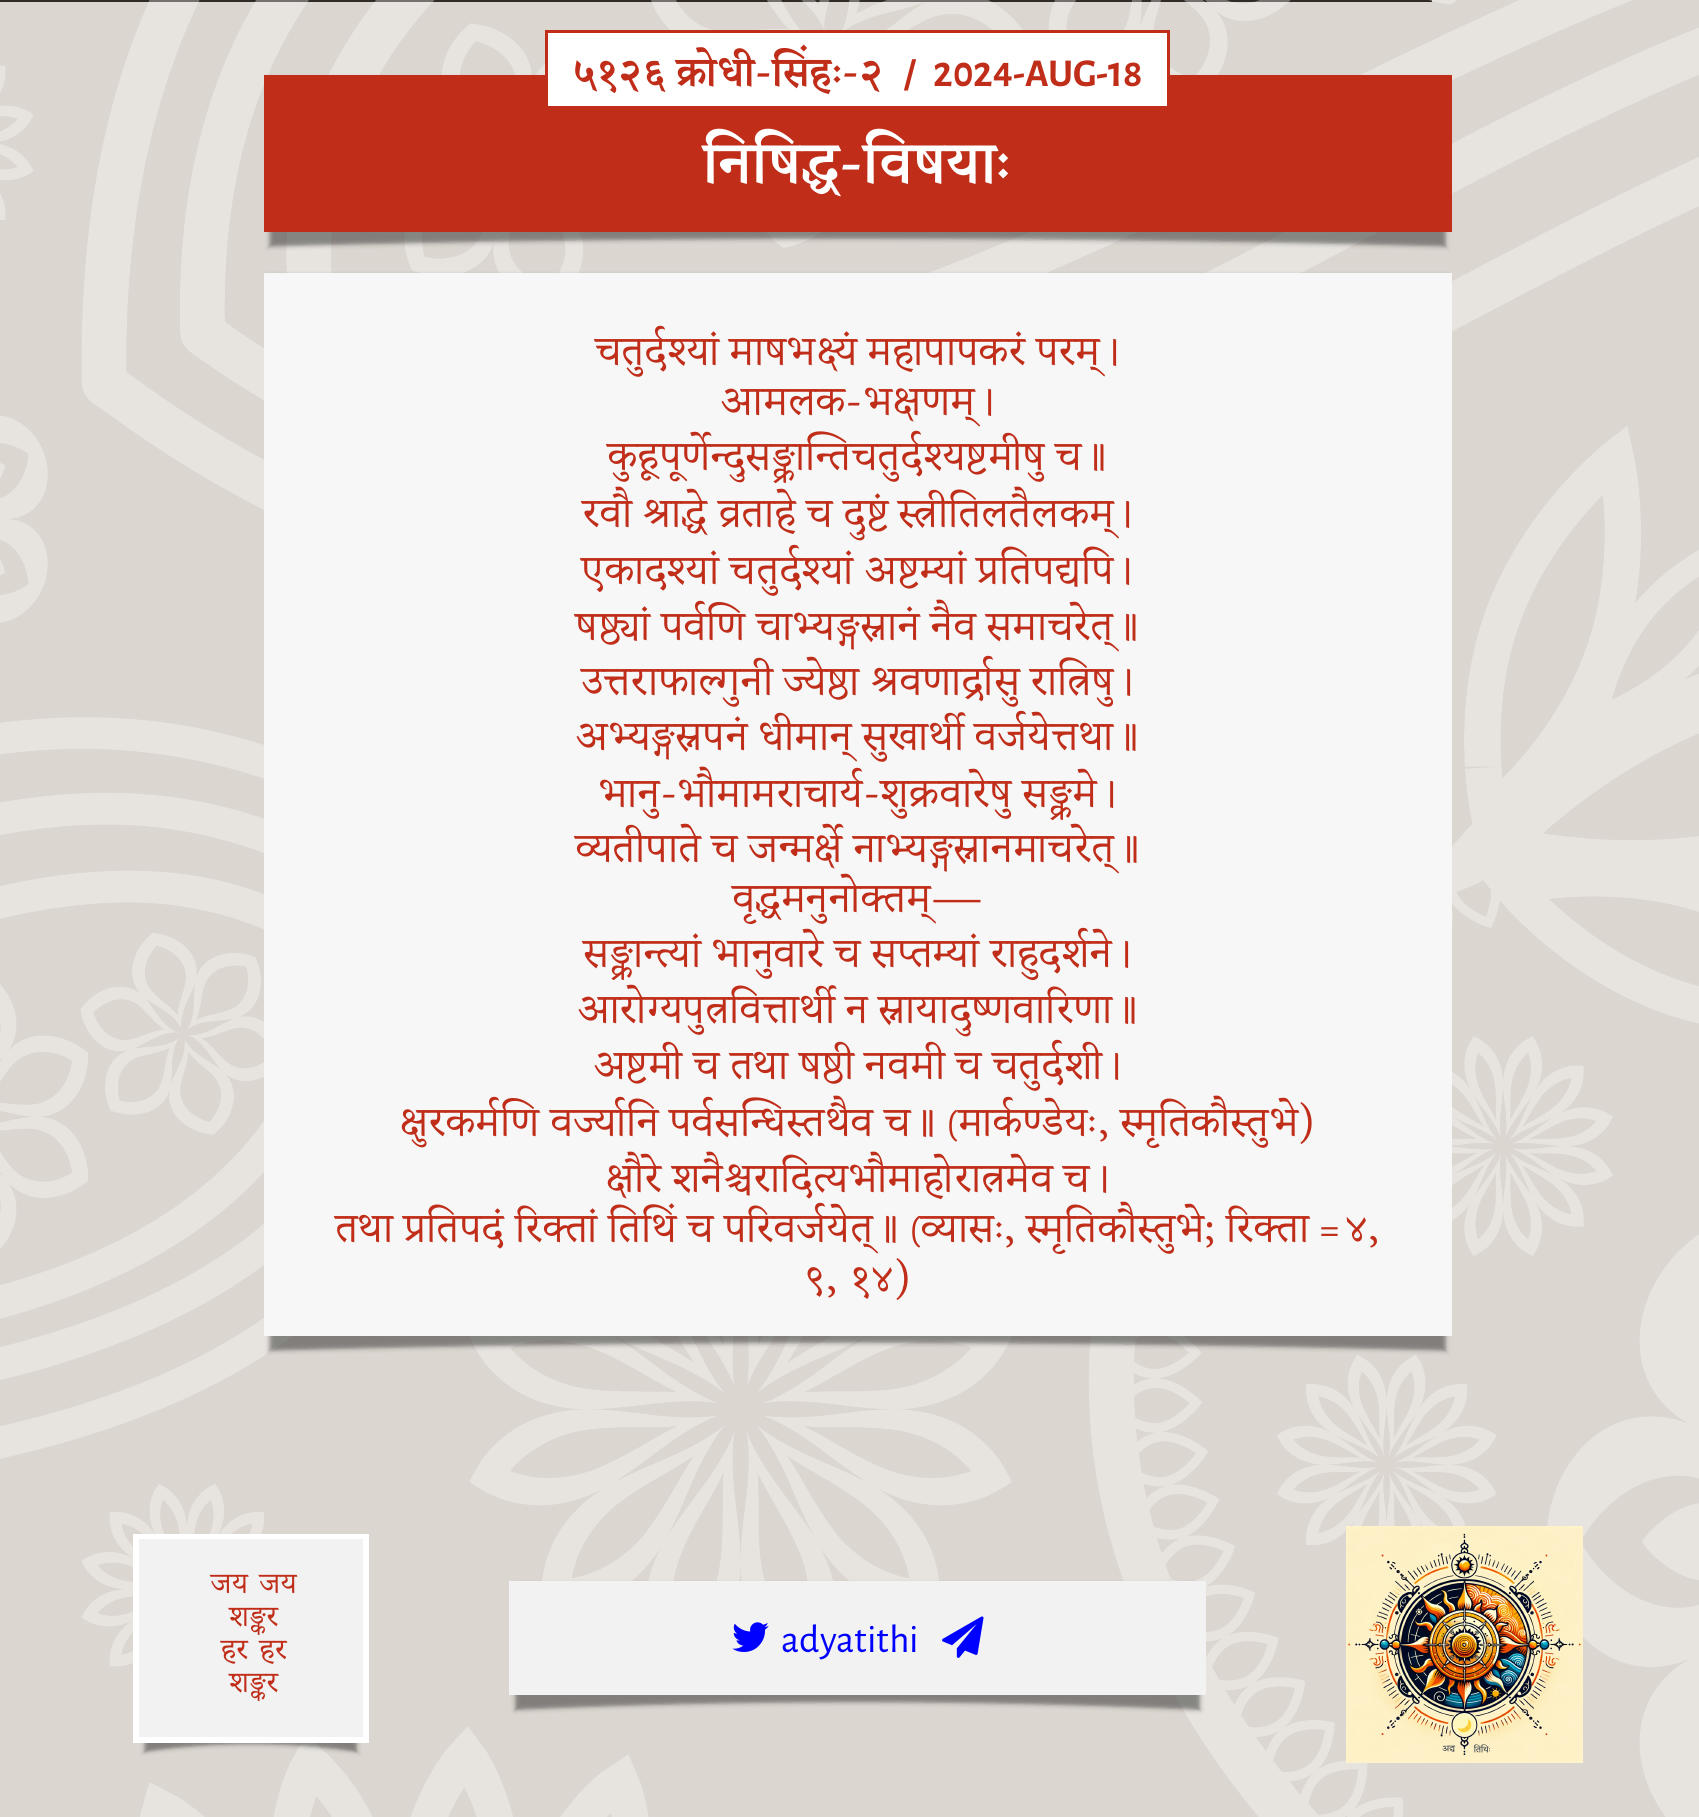 ५१२६ क्रोधी-सिंहः-२ / 2024-AUG-18
निषिद्ध-विषयाः
चतुर्दश्यां माषभक्ष्यं महापापकरं परम्।
आमलक-भक्षणम्।
कुहूपूर्णेन्दुसङ्क्रान्तिचतुर्दश्यष्टमीषु च॥
रवौ श्राद्धे व्रताहे च दुष्टं स्त्रीतिलतैलकम्।
एकादश्यां चतुर्दश्यां अष्टम्यां प्रतिपद्यपि।
षष्ठ्यां पर्वणि चाभ्यङ्गस्नानं नैव समाचरेत्॥
उत्तराफाल्गुनी ज्येष्ठा श्रवणार्द्रासु रात्रिषु।
अभ्यङ्गस्नपनं धीमान् सुखार्थी वर्जयेत्तथा॥
भानु-भौमामराचार्य-शुक्रवारेषु सङ्क्रमे।
व्यतीपाते च जन्मर्क्षे नाभ्यङ्गस्नानमाचरेत्॥
वृद्धमनुनोक्तम्—
सङ्क्रान्त्यां भानुवारे च सप्तम्यां राहुदर्शने।
आरोग्यपुत्रवित्तार्थी न स्नायादुष्णवारिणा॥
अष्टमी च तथा षष्ठी नवमी च चतुर्दशी।
क्षुरकर्मणि वर्ज्यानि पर्वसन्धिस्तथैव च॥ (मार्कण्डेयः, स्मृतिकौस्तुभे)
क्षौरे शनैश्चरादित्यभौमाहोरात्रमेव च।
तथा प्रतिपदं रिक्तां तिथिं च परिवर्जयेत्॥ (व्यासः, स्मृतिकौस्तुभे; रिक्ता = ४,
९, १४)
जय जय
शङ्कर
हर हर
शङ्कर
adyatithi
अद्य तिथिः